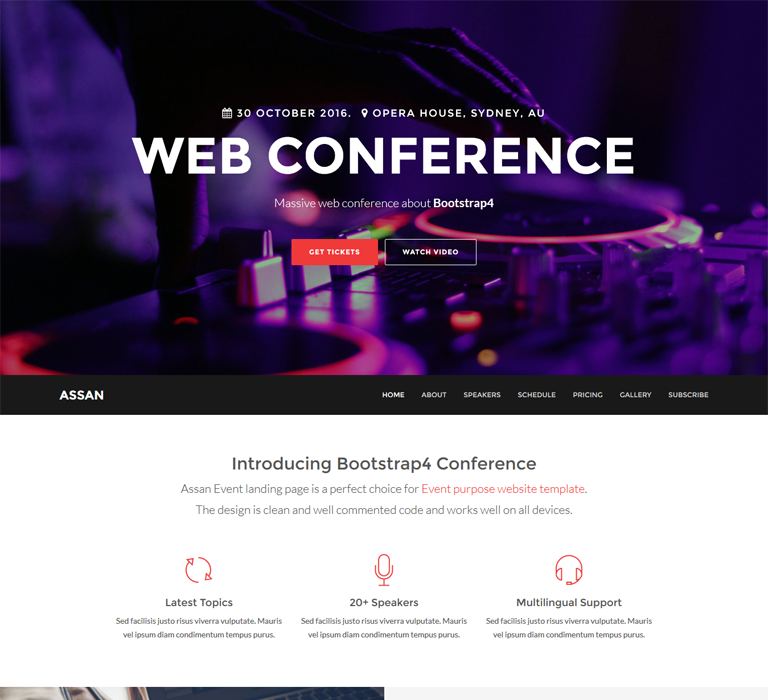 30 OCTOBER 2016. OPERA HOUSE, SYDNEY, AU
WEB CONFERENCE
Massive web conference about Bootstrap4
GET TICKETS WATCH VIDEO
ASSAN HOME ABOUT SPEAKERS SCHEDULE PRICING GALLERY SUBSCRIBE
Introducing Bootstrap4 Conference
Assan Event landing page is a perfect choice for Event purpose website template.
The design is clean and well commented code and works well on all devices.
Latest Topics
Sed facilisis justo risus viverra vulputate. Mauris
vel ipsum diam condimentum tempus purus.
20+ Speakers
Sed facilisis justo risus viverra vulputate. Mauris
vel ipsum diam condimentum tempus purus.
Multilingual Support
Sed facilisis justo risus viverra vulputate. Mauris
vel ipsum diam condimentum tempus purus.